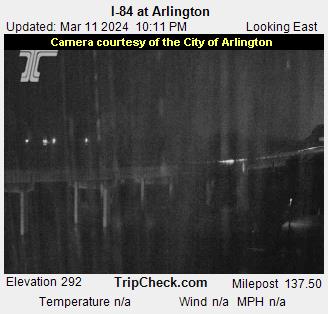 I-84 at Arlington
Updated: Mar 11 2024 10:11 PM Looking East
Camera courtesy of the City of Arlington
Elevation 292 TripCheck.com Milepost 137.50
Temperature n/a Wind n/a MPH n/a